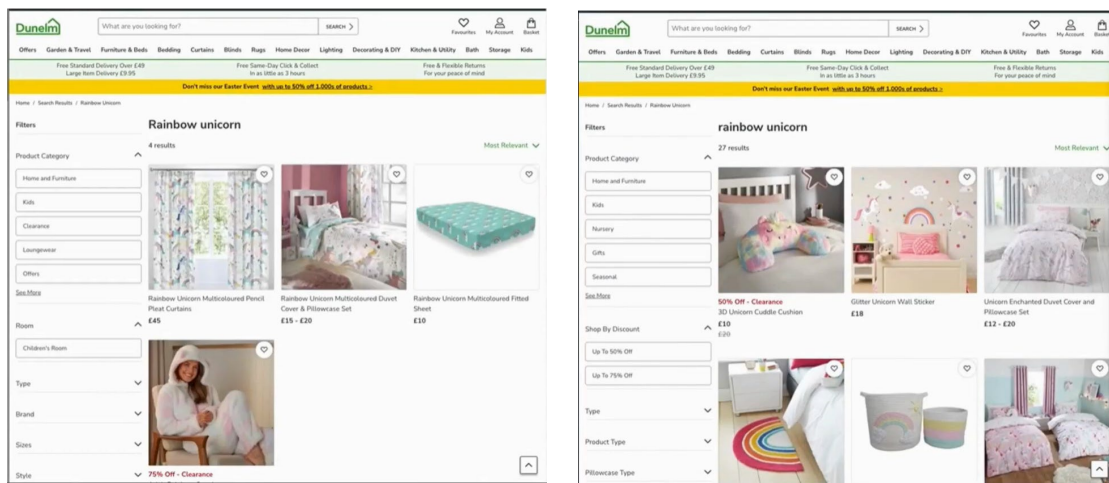 Dunelm
What are you looking for?
SEARCH
Favourites
My Account
Basket
Offers Garden & Travel Furniture & Beds Bedding Curtains Blinds Rugs Home Decor Lighting Decorating & DIY Kitchen & Utility Bath Storage Kids
Free Standard Delivery Over £49
Large Item Delivery £9.95
Free Same-Day Click & Collect
In as little as 3 hours
Free & Flexible Returns
For your peace of mind
Don't miss our Easter Event with up to 50% off 1,000s of products >
Home / Search Results / Rainbow Unicorn
Filters
Product Category
Home and Furniture
Kids
Clearance
Loungewear
Offers
See More
Room
Children's Room
Type
Brand
Sizes
Style
Rainbow unicorn
4 results
Most Relevant
Rainbow Unicorn Multicoloured Pencil
Pleat Curtains
£45
Rainbow Unicorn Multicoloured Duvet
Cover & Pillowcase Set
£15 - £20
Rainbow Unicorn Multicoloured Fitted
Sheet
£10
75% Off - Clearance
Dunelm
What are you looking for?
SEARCH
Favourites
My Account
Basket
Offers Garden & Travel Furniture & Beds Bedding Curtains Blinds Rugs Home Decor Lighting Decorating & DIY Kitchen & Utility Bath Storage Kids
Free Standard Delivery Over £49
Large Item Delivery £9.95
Free Same-Day Click & Collect
In as little as 3 hours
Free & Flexible Returns
For your peace of mind
Don't miss our Easter Event with up to 50% off 1,000s of products >
Home / Search Results / Rainbow Unicorn
Filters
Product Category
Home and Furniture
Kids
Nursery
Gifts
Seasonal
See More
Shop By Discount
Up To 50% Off
Up To 75% Off
Type
Product Type
Pillowcase Type
rainbow unicorn
27 results
Most Relevant
50% Off - Clearance
3D Unicorn Cuddle Cushion
£10
£20
Glitter Unicorn Wall Sticker
£18
Unicorn Enchanted Duvet Cover and
Pillowcase Set
£12 - £20